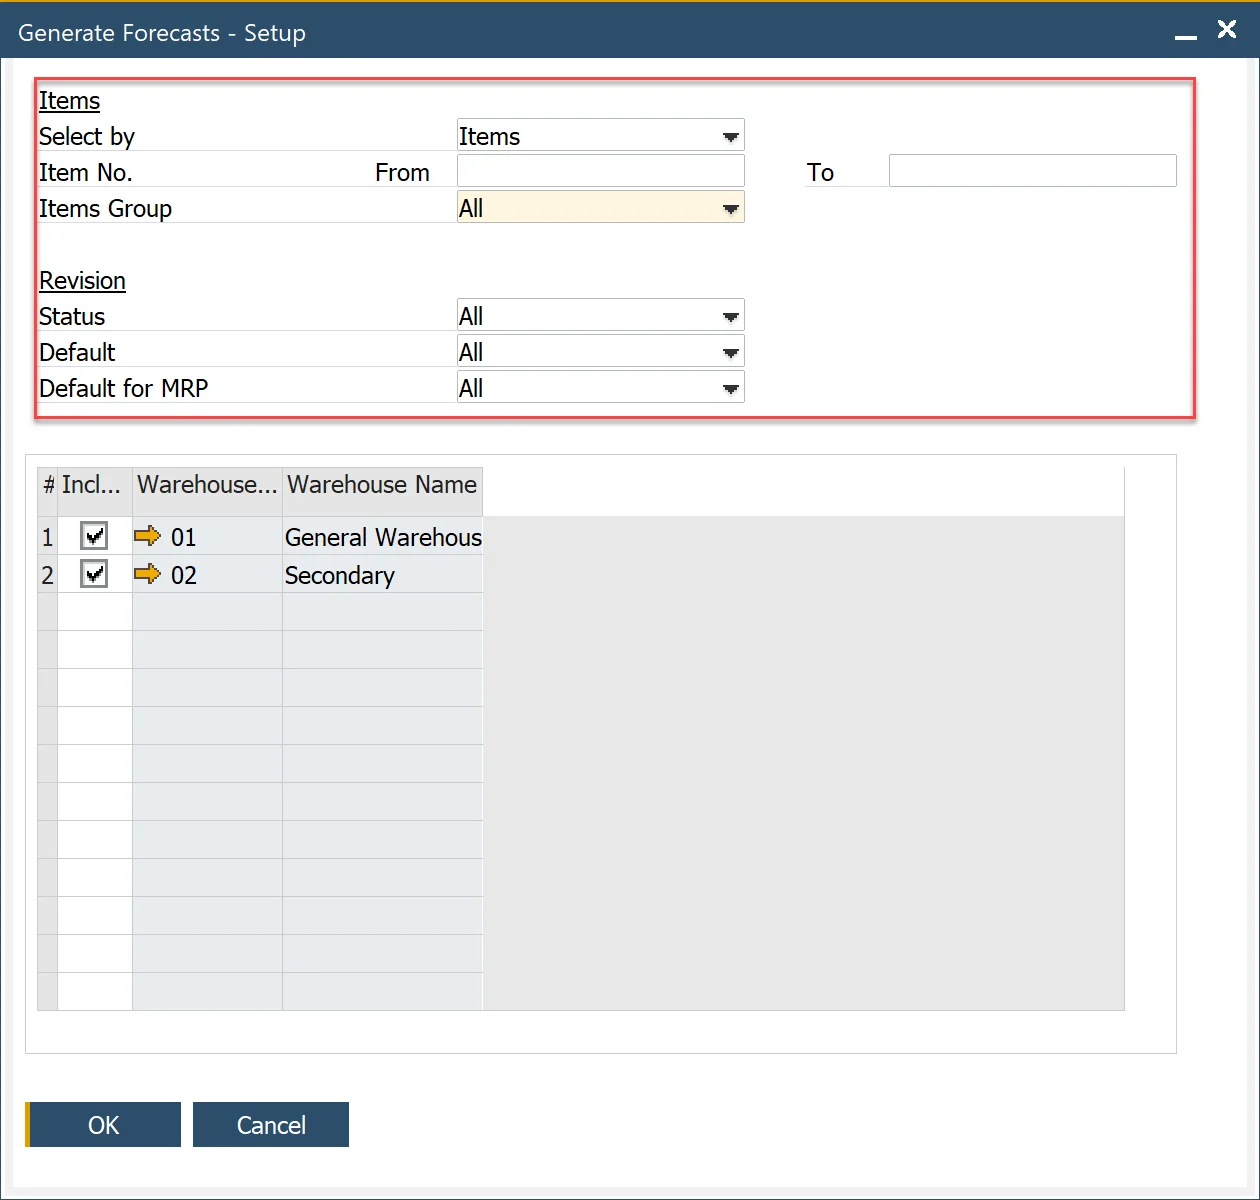 Generate Forecasts - Setup
Items
Select by Items
Item No. From To
Items Group All
Revision
Status All
Default All
Default for MRP All
# Incl... Warehouse... Warehouse Name
1 01 General Warehous
2 02 Secondary
OK Cancel